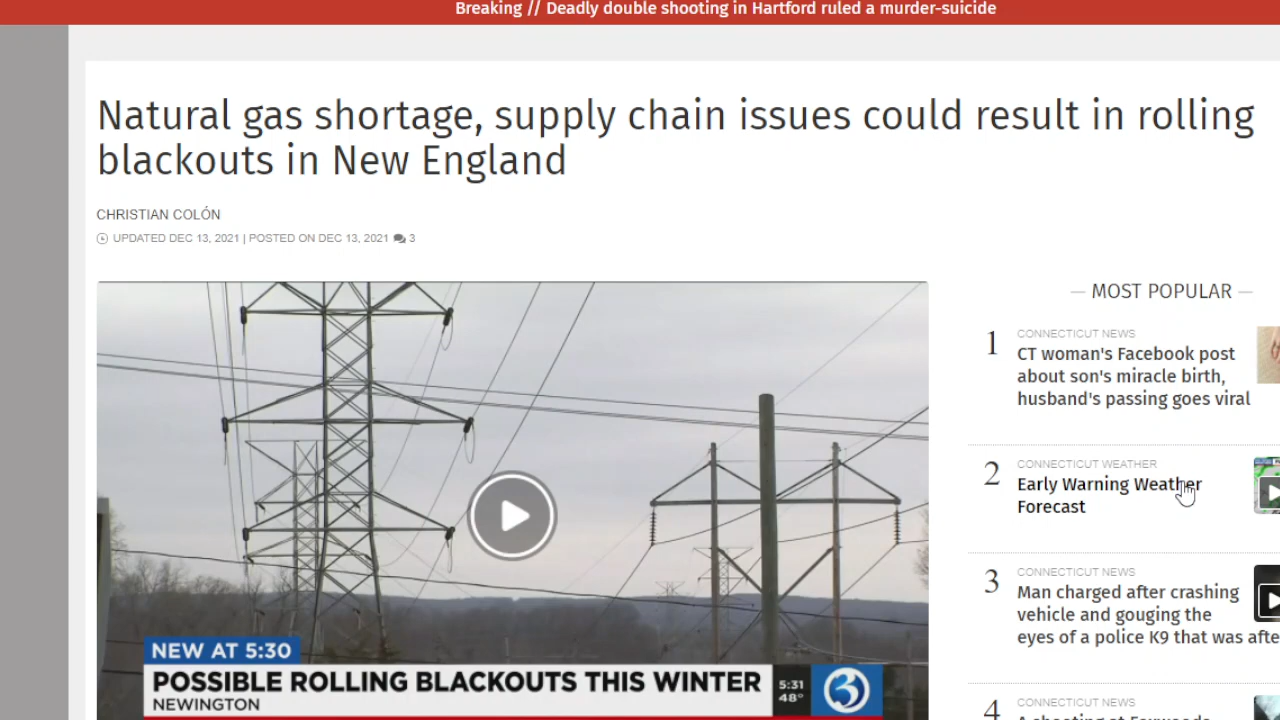 Breaking // Deadly double shooting in Hartford ruled a murder-suicide
Natural gas shortage, supply chain issues could result in rolling
blackouts in New England
CHRISTIAN COLÓN
UPDATED DEC 13, 2021 | POSTED ON DEC 13, 2021 3
NEW AT 5:30
POSSIBLE ROLLING BLACKOUTS THIS WINTER
NEWINGTON
5:31
48°
3
— MOST POPULAR —
1
CONNECTICUT NEWS
CT woman's Facebook post
about son's miracle birth,
husband's passing goes viral
2
CONNECTICUT WEATHER
Early Warning Weather
Forecast
3
CONNECTICUT NEWS
Man charged after crashing
vehicle and gouging the
eyes of a police K9 that was afte
4
CONNECTICUT NEWS
A shooting at Foxwoods